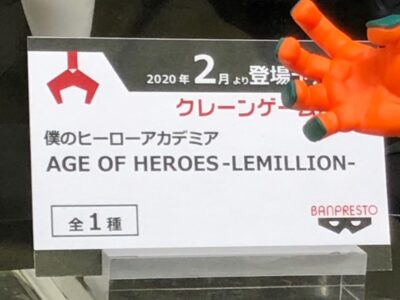 2020年2月より登場
クレーンゲーム
僕のヒーローアカデミア
AGE OF HEROES-LEMILLION-
全1種
BANPRESTO